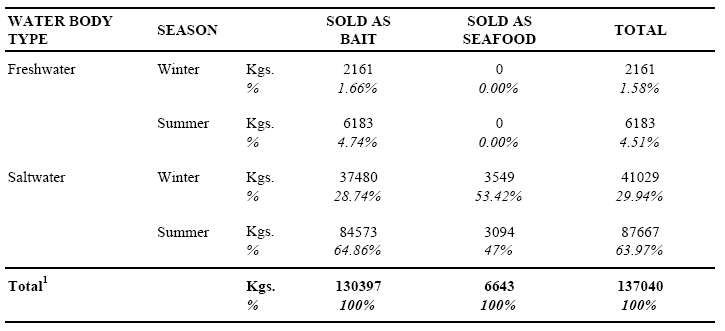 WATER BODY TYPE SEASON SOLD AS BAIT SOLD AS SEAFOOD TOTAL
Freshwater Winter Kgs. 2161 0 2161
% 1.66% 0.00% 1.58%
Summer Kgs. 6183 0 6183
% 4.74% 0.00% 4.51%
Saltwater Winter Kgs. 37480 3549 41029
% 28.74% 53.42% 29.94%
Summer Kgs. 84573 3094 87667
% 64.86% 47% 63.97%
Total¹ Kgs. 130397 6643 137040
% 100% 100% 100%